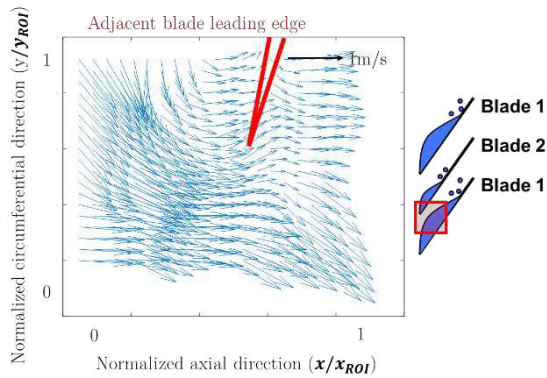 Adjacent blade leading edge
1m/s
Normalized circumferential direction (y/y_ROI)
1
0
0
1
Normalized axial direction (x/x_ROI)
Blade 1
Blade 2
Blade 1